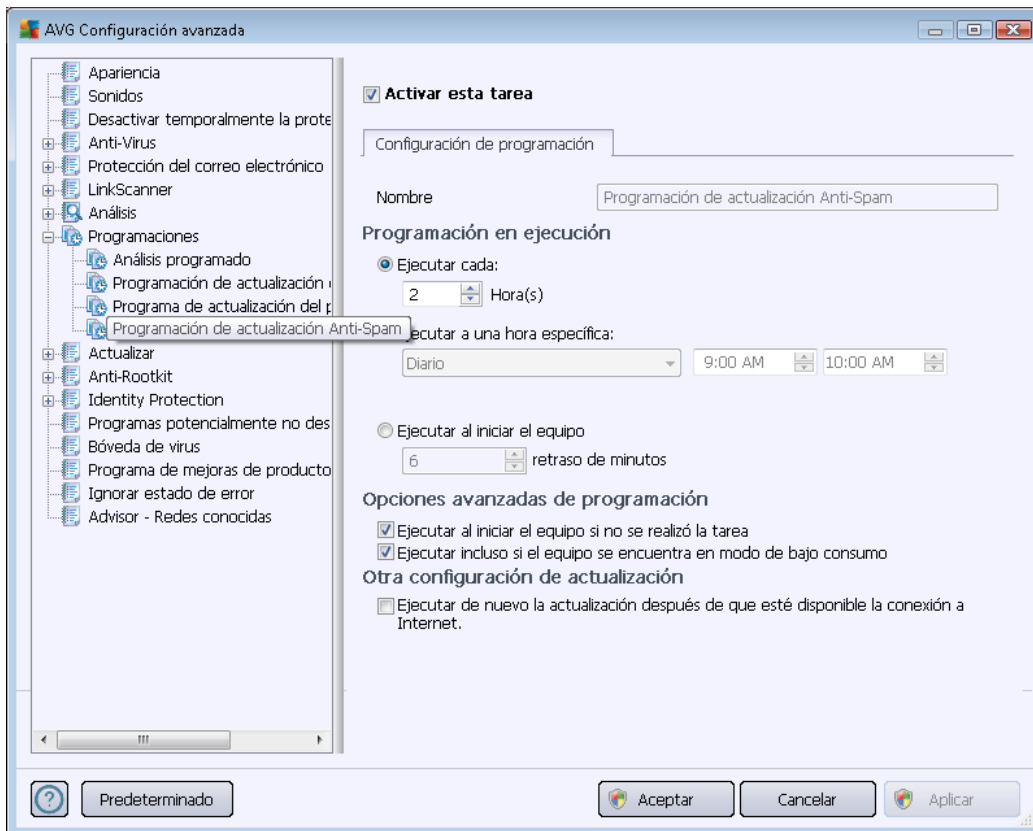 AVG Configuración avanzada
Apariencia
Sonidos
Desactivar temporalmente la prote
Anti-Virus
Protección del correo electrónico
LinkScanner
Análisis
Programaciones
Análisis programado
Programación de actualización
Programa de actualización del p
Programación de actualización Anti-Spam
Actualizar
Anti-Rootkit
Identity Protection
Programas potencialmente no des
Bóveda de virus
Programa de mejoras de producto
Ignorar estado de error
Advisor - Redes conocidas
Activar esta tarea
Configuración de programación
Nombre
Programación de actualización Anti-Spam
Programación en ejecución
Ejecutar cada:
2 Hora(s)
ecutar a una hora específica:
Diario 9:00 AM 10:00 AM
Ejecutar al iniciar el equipo
6 retraso de minutos
Opciones avanzadas de programación
Ejecutar al iniciar el equipo si no se realizó la tarea
Ejecutar incluso si el equipo se encuentra en modo de bajo consumo
Otra configuración de actualización
Ejecutar de nuevo la actualización después de que esté disponible la conexión a
Internet.
? Predeterminado Aceptar Cancelar Aplicar